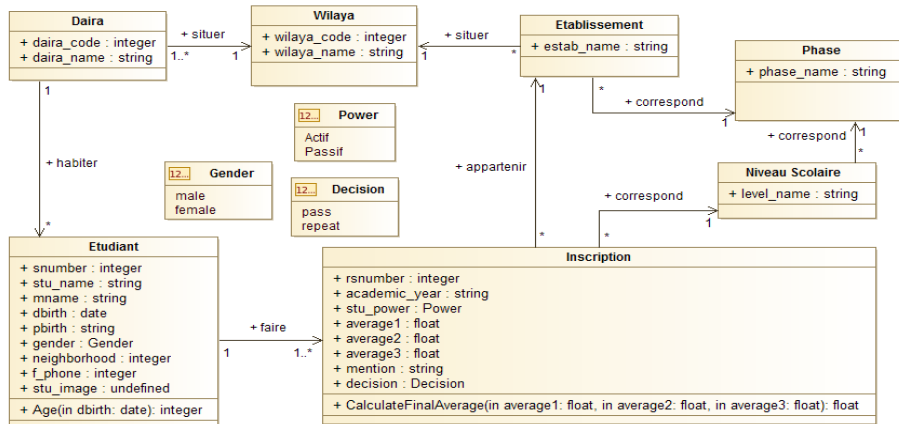 Daira
+ daira_code : integer
+ daira_name : string
+ situer
1..*
1
Wilaya
+ wilaya_code : integer
+ wilaya_name : string
+ situer
1
*
Etablissement
+ estab_name : string
Phase
+ phase_name : string
*
+ correspond
1
+ correspond
1
*
Niveau Scolaire
+ level_name : string
1
+ habiter
*
12... Power
Actif
Passif
12... Gender
male
female
12... Decision
pass
repeat
1
+ appartenir
*
+ correspond
*
1
Etudiant
+ snumber : integer
+ stu_name : string
+ mname : string
+ dbirth : date
+ pbirth : string
+ gender : Gender
+ neighborhood : integer
+ f_phone : integer
+ stu_image : undefined
+ Age(in dbirth: date): integer
+ faire
1
1..*
Inscription
+ rsnumber : integer
+ academic_year : string
+ stu_power : Power
+ average1 : float
+ average2 : float
+ average3 : float
+ mention : string
+ decision : Decision
+ CalculateFinalAverage(in average1: float, in average2: float, in average3: float): float